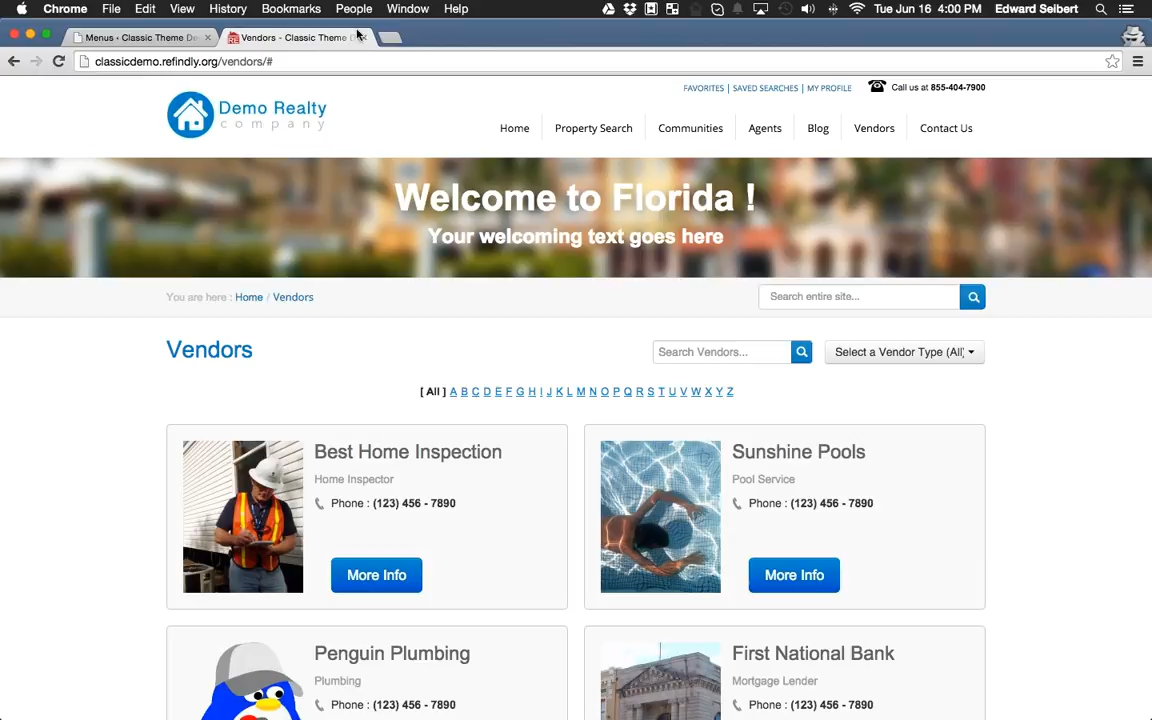 Chrome File Edit View History Bookmarks People Window Help Tue Jun 16 4:00 PM Edward Seibert
Menus ‹ Classic Theme De Vendors - Classic Theme D
classicdemo.refindly.org/vendors/#
FAVORITES | SAVED SEARCHES | MY PROFILE Call us at 855-404-7900
Demo Realty
company
Home Property Search Communities Agents Blog Vendors Contact Us
Welcome to Florida !
Your welcoming text goes here
You are here : Home / Vendors Search entire site...
Vendors Search Vendors... Select a Vendor Type (All)
[ All ] A B C D E F G H I J K L M N O P Q R S T U V W X Y Z
Best Home Inspection
Home Inspector
Phone : (123) 456 - 7890
More Info
Sunshine Pools
Pool Service
Phone : (123) 456 - 7890
More Info
Penguin Plumbing
Plumbing
Phone : (123) 456 - 7890
First National Bank
Mortgage Lender
Phone : (123) 456 - 7890